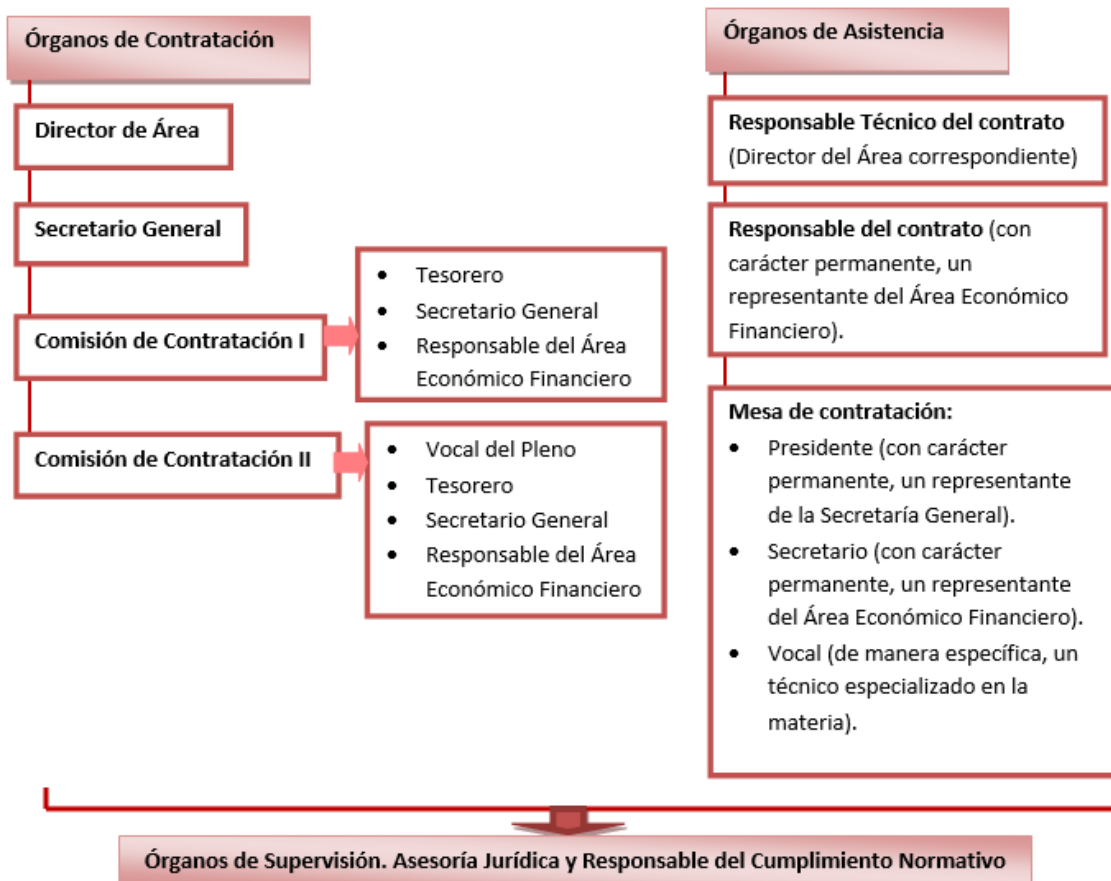 Órganos de Contratación
Director de Área
Secretario General
Comisión de Contratación I
• Tesorero
• Secretario General
• Responsable del Área
Económico Financiero
Comisión de Contratación II
• Vocal del Pleno
• Tesorero
• Secretario General
• Responsable del Área
Económico Financiero
Órganos de Asistencia
Responsable Técnico del contrato
(Director del Área correspondiente)
Responsable del contrato (con
carácter permanente, un
representante del Área Económico
Financiero).
Mesa de contratación:
• Presidente (con carácter
permanente, un representante
de la Secretaría General).
• Secretario (con carácter
permanente, un representante
del Área Económico Financiero).
• Vocal (de manera específica, un
técnico especializado en la
materia).
Órganos de Supervisión. Asesoría Jurídica y Responsable del Cumplimiento Normativo